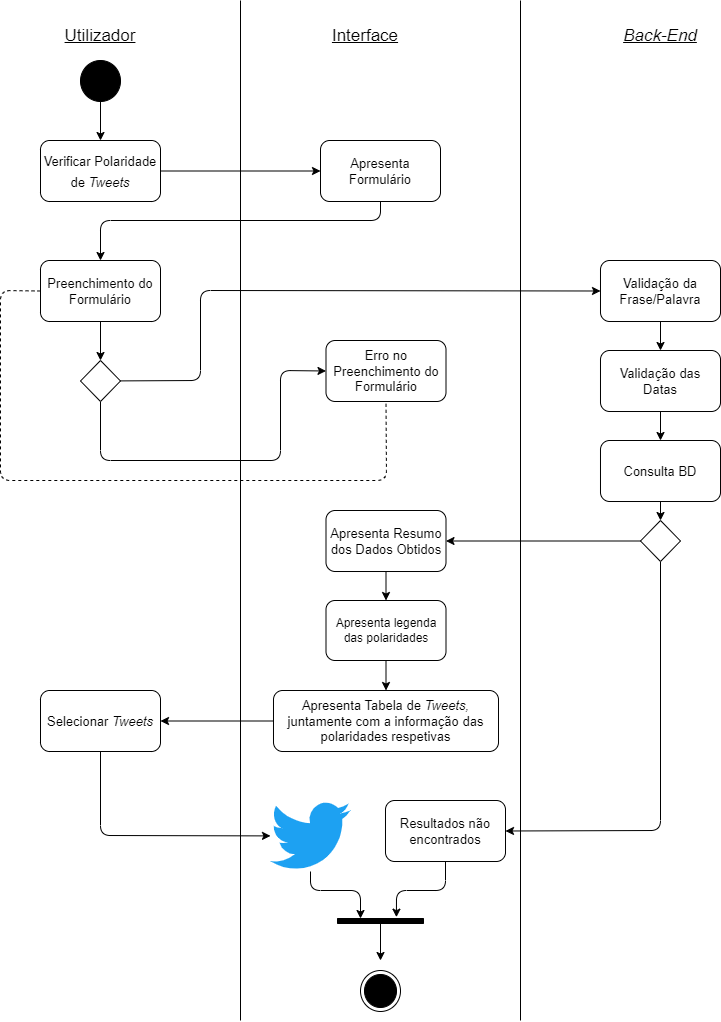 Utilizador
Interface
Back-End
Verificar Polaridade
de Tweets
Apresenta
Formulário
Preenchimento do
Formulário
Validação da
Frase/Palavra
Erro no
Preenchimento do
Formulário
Validação das
Datas
Consulta BD
Apresenta Resumo
dos Dados Obtidos
Apresenta legenda
das polaridades
Selecionar Tweets
Apresenta Tabela de Tweets,
juntamente com a informação das
polaridades respetivas
Resultados não
encontrados